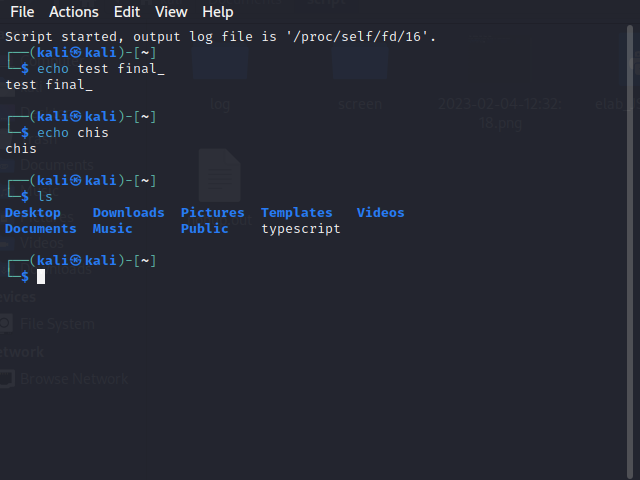 File Actions Edit View Help
Script started, output log file is '/proc/self/fd/16'.
┌──(kali㉿kali)-[~]
└─$ echo test final_
test final_
┌──(kali㉿kali)-[~]
└─$ echo chis
chis
┌──(kali㉿kali)-[~]
└─$ ls
Desktop Downloads Pictures Templates Videos
Documents Music Public typescript
┌──(kali㉿kali)-[~]
└─$
log screen 2023-02-04-12:32:
Documents
Videos
File System
Browse Network